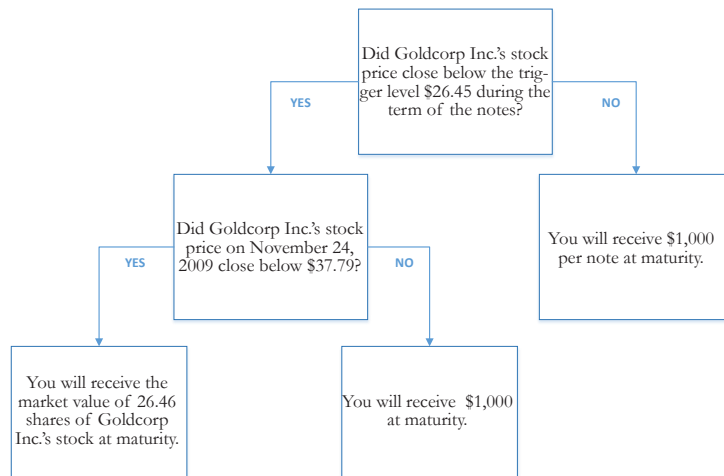 Did Goldcorp Inc.'s stock
price close below the trig-
ger level $26.45 during the
term of the notes?
YES
NO
Did Goldcorp Inc.'s stock
price on November 24,
2009 close below $37.79?
You will receive $1,000
per note at maturity.
YES
NO
You will receive the
market value of 26.46
shares of Goldcorp
Inc.'s stock at maturity.
You will receive $1,000
at maturity.